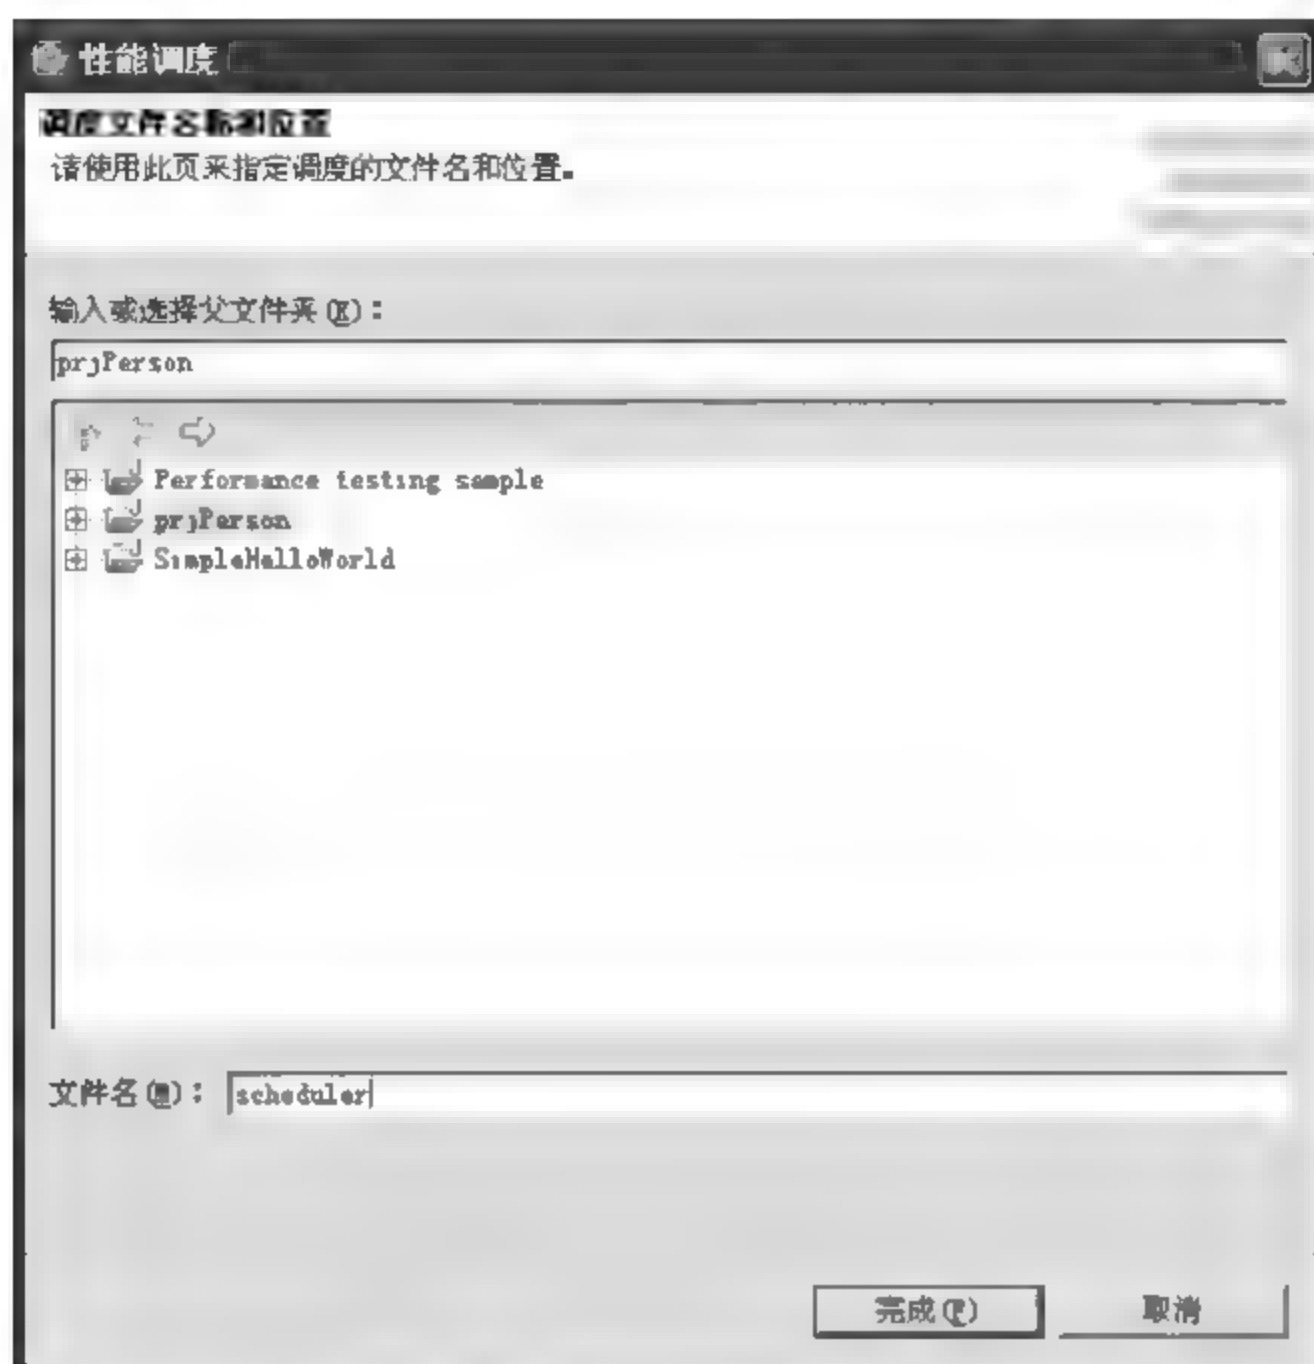 性能调度
调度文件名称和位置
请使用此页来指定调度的文件名和位置。
输入或选择父文件夹(E):
prjPerson
Performance testing sample
prjPerson
SimpleHelloWorld
文件名(M): scheduler
完成(F) 取消